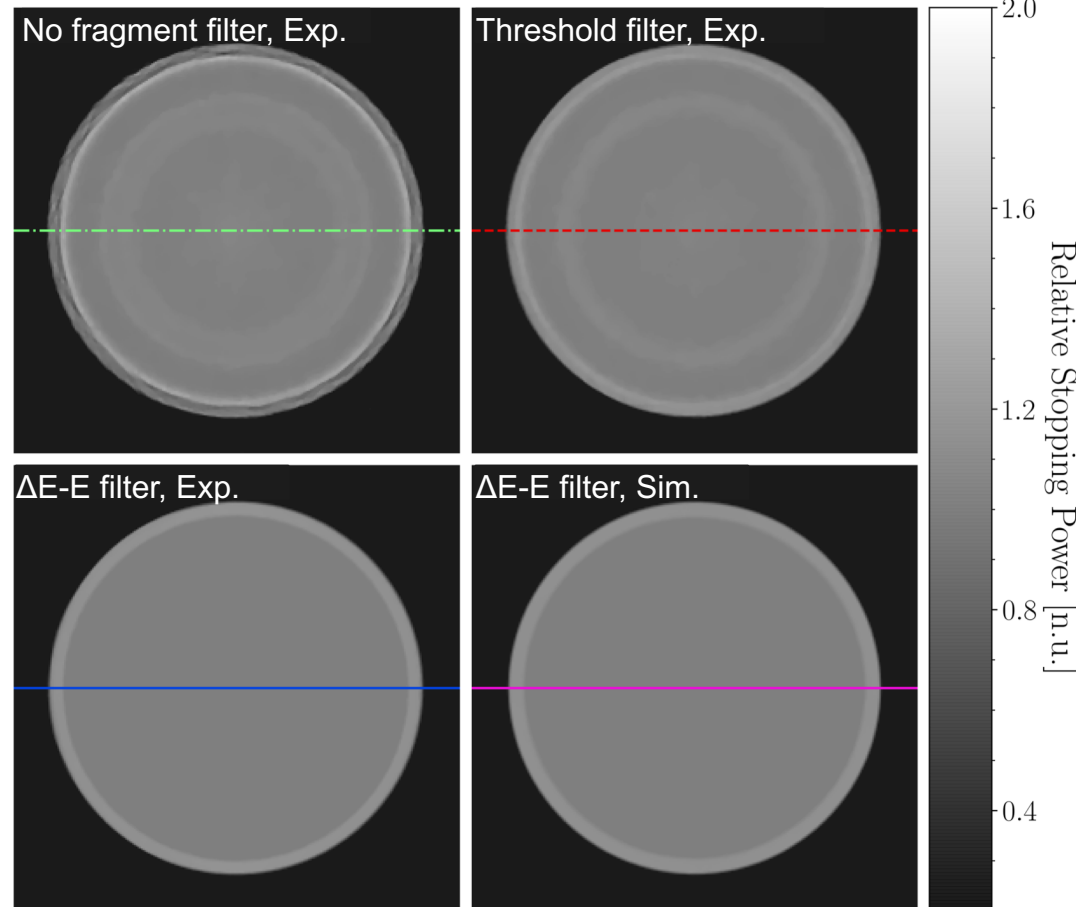 No fragment filter, Exp.
Threshold filter, Exp.
ΔE-E filter, Exp.
ΔE-E filter, Sim.
2.0
1.6
1.2
0.8
0.4
Relative Stopping Power [n.u.]